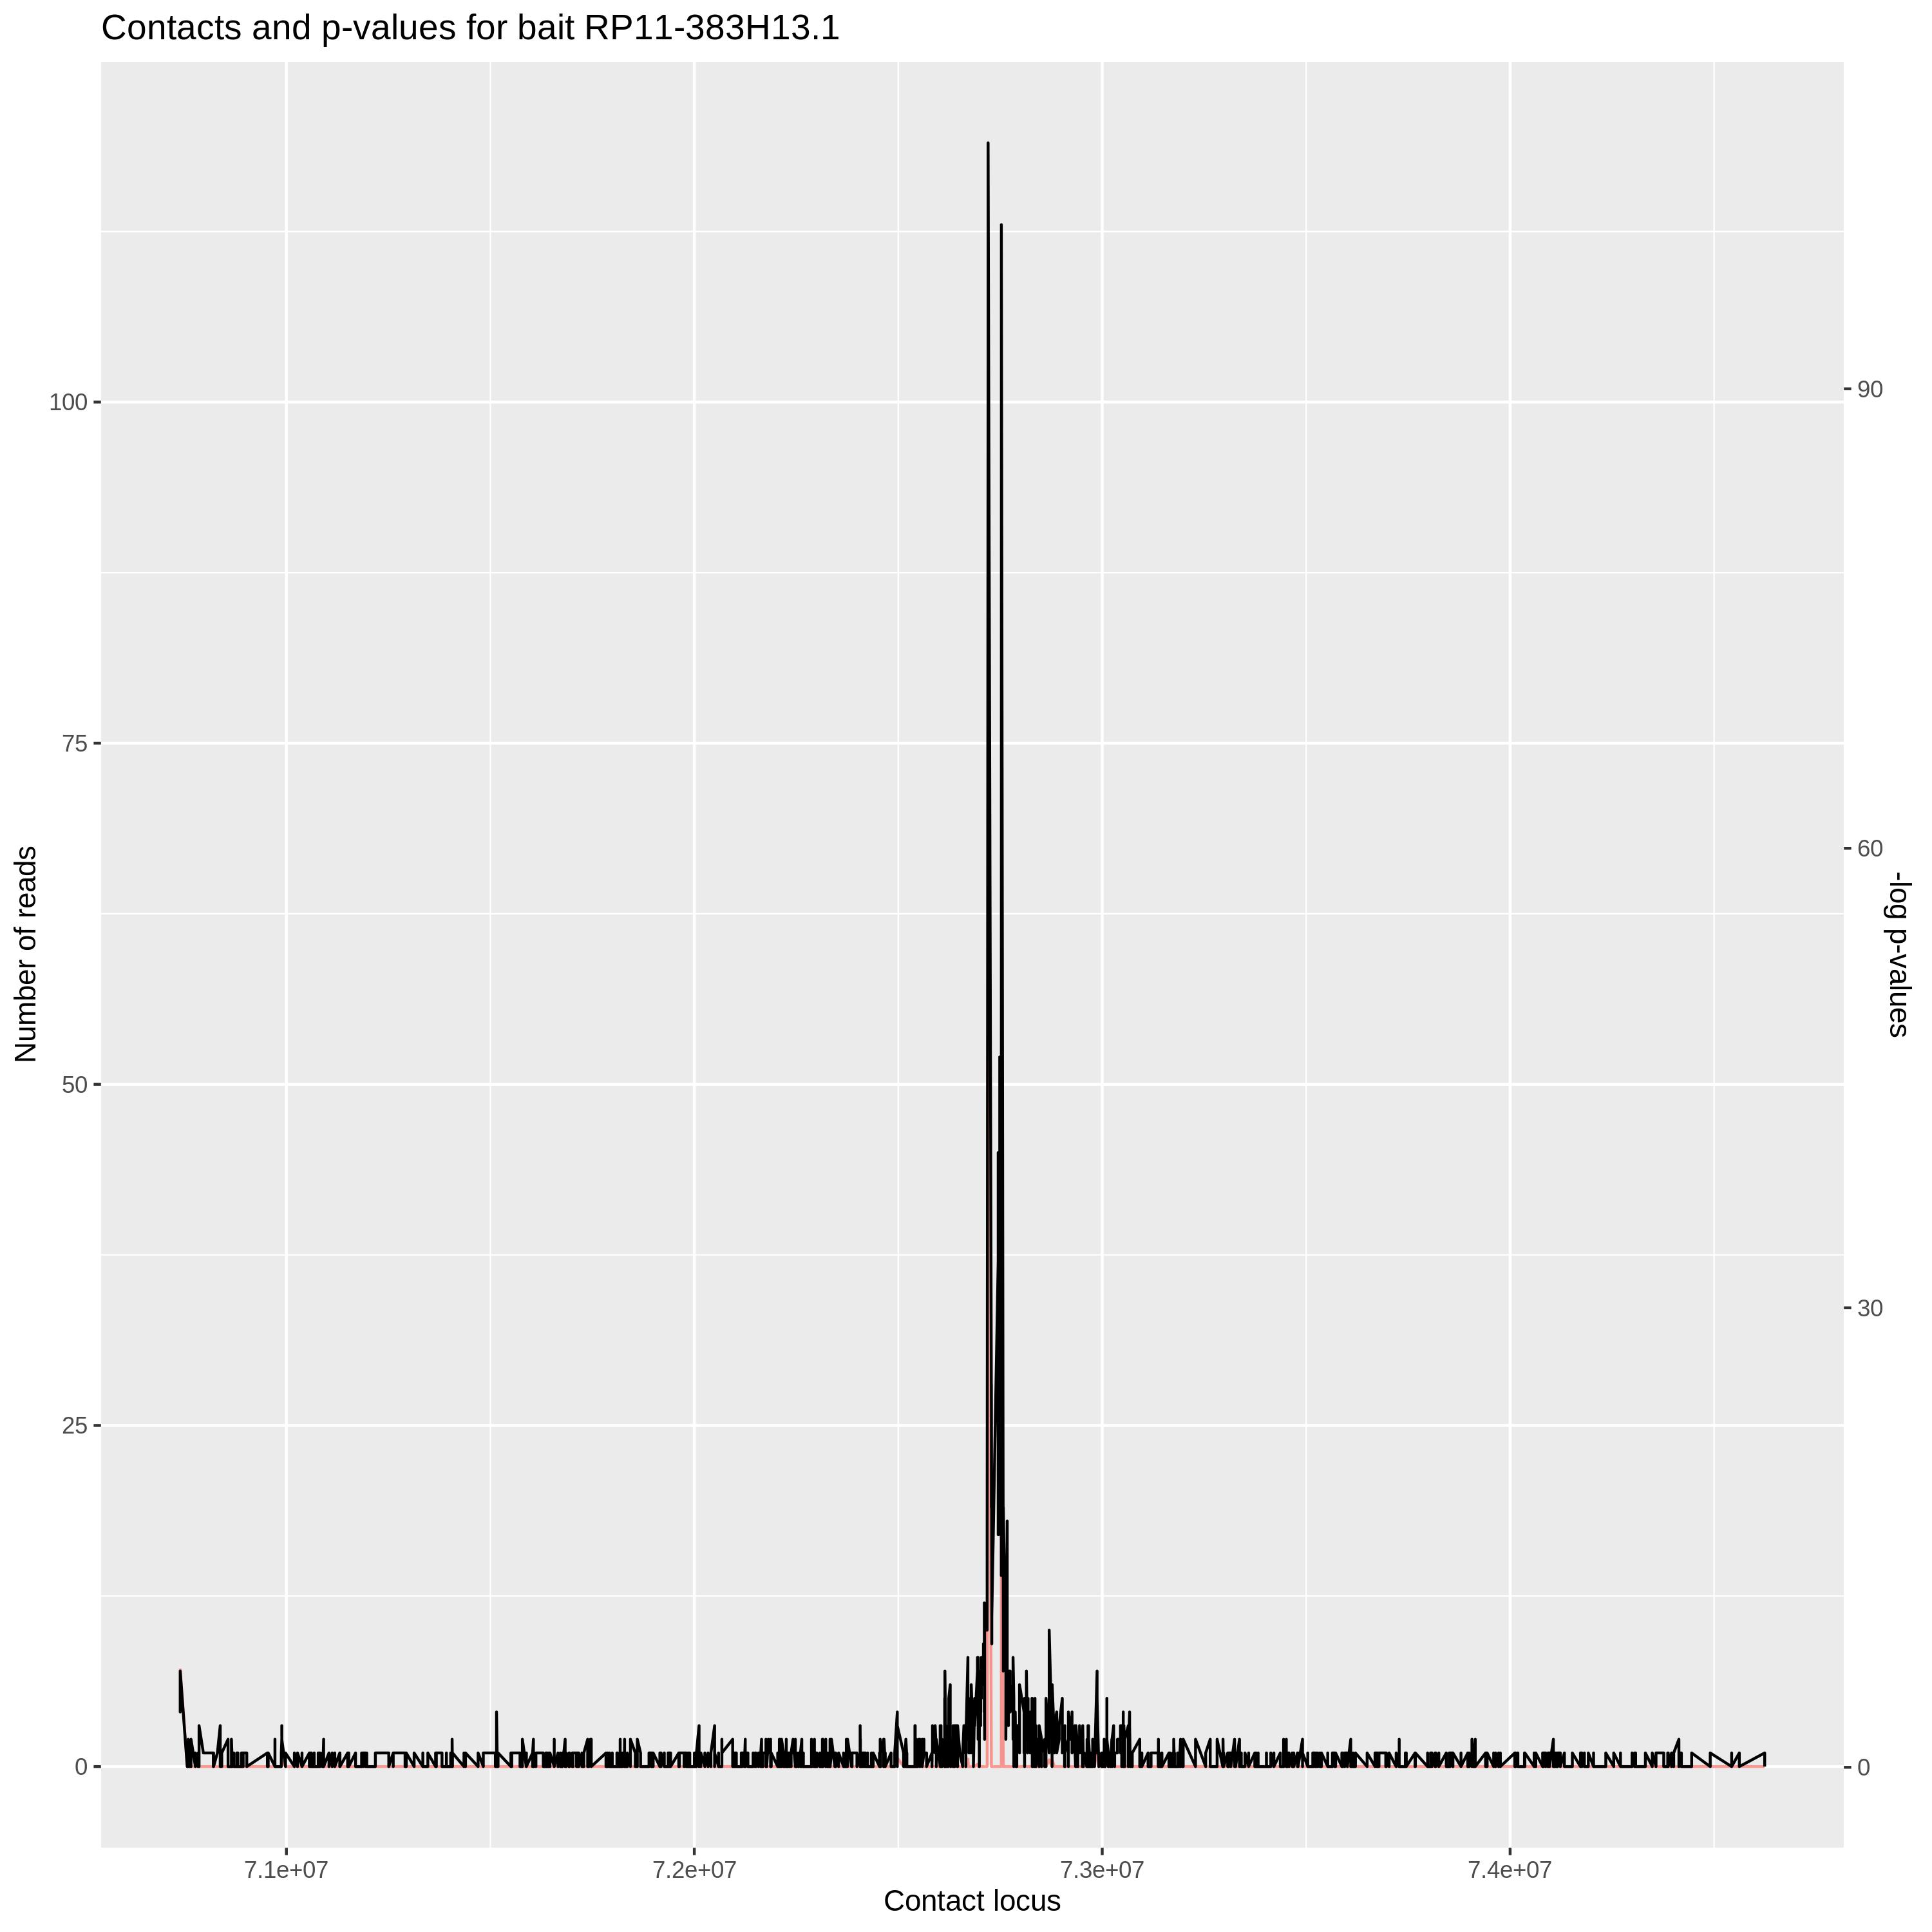 Contacts and p-values for bait RP11-383H13.1
Number of reads
100
75
50
25
0
90
60
30
0
-log p-values
7.1e+07 7.2e+07 7.3e+07 7.4e+07
Contact locus